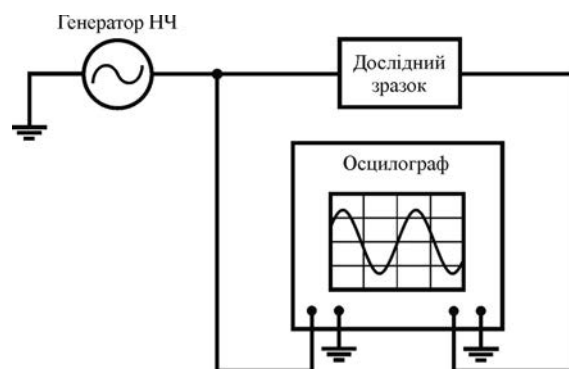 Генератор НЧ
Дослідний
зразок
Осцилограф